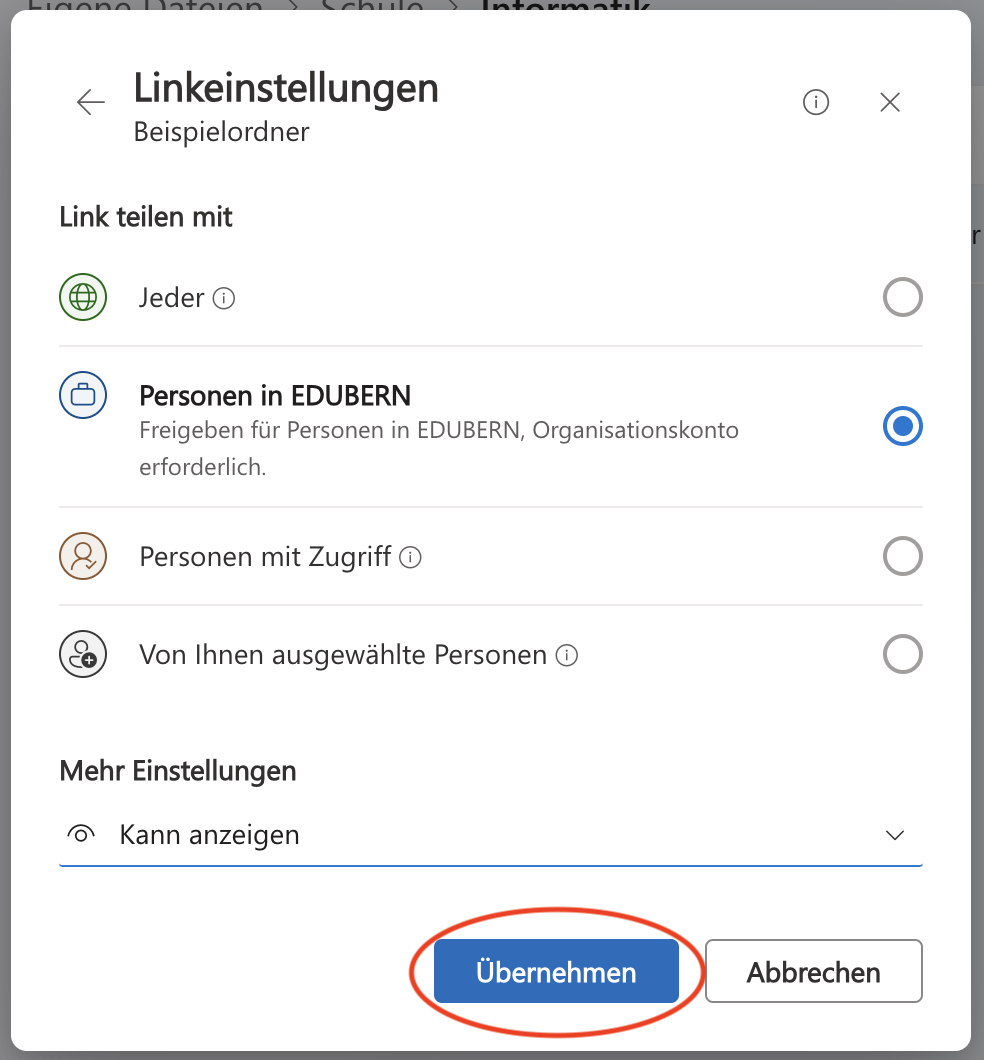 Eigene Dateien > Schule > Informatik
Linkeinstellungen
Beispielordner
Link teilen mit
Jeder
Personen in EDUBERN
Freigeben für Personen in EDUBERN, Organisationskonto
erforderlich.
Personen mit Zugriff
Von Ihnen ausgewählte Personen
Mehr Einstellungen
Kann anzeigen
Übernehmen
Abbrechen